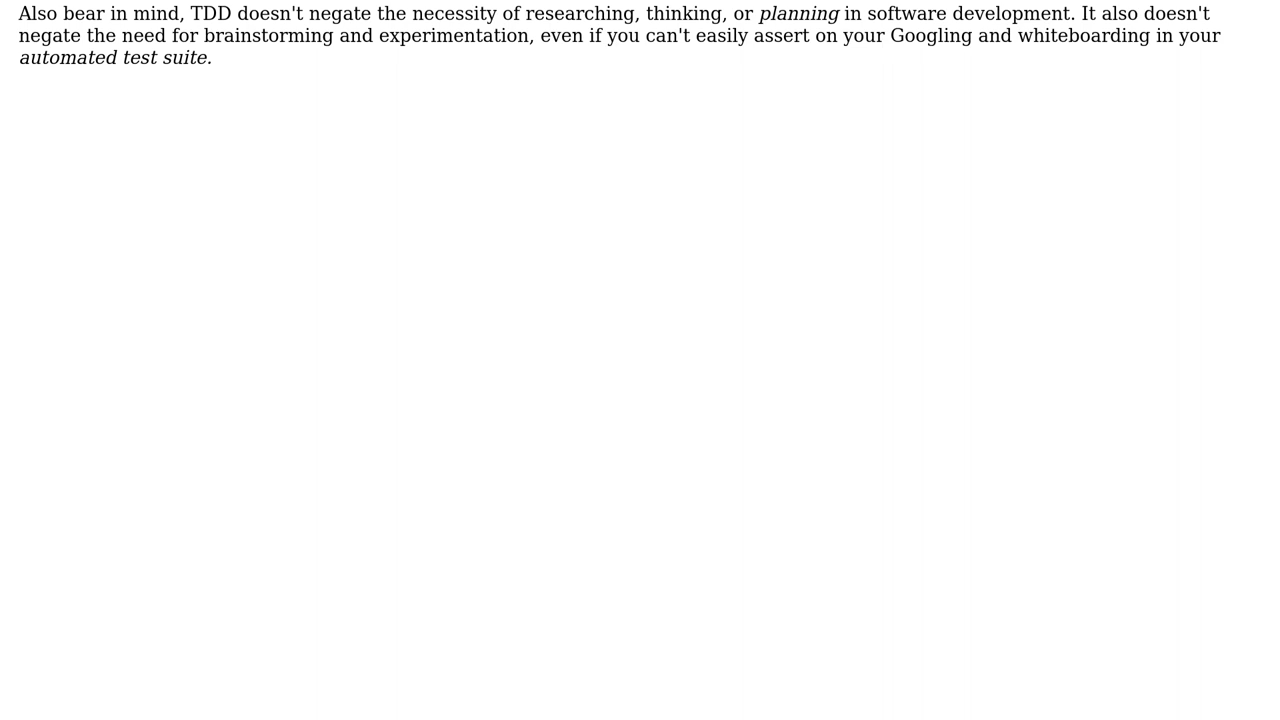 Also bear in mind, TDD doesn't negate the necessity of researching, thinking, or planning in software development. It also doesn't
negate the need for brainstorming and experimentation, even if you can't easily assert on your Googling and whiteboarding in your
automated test suite.